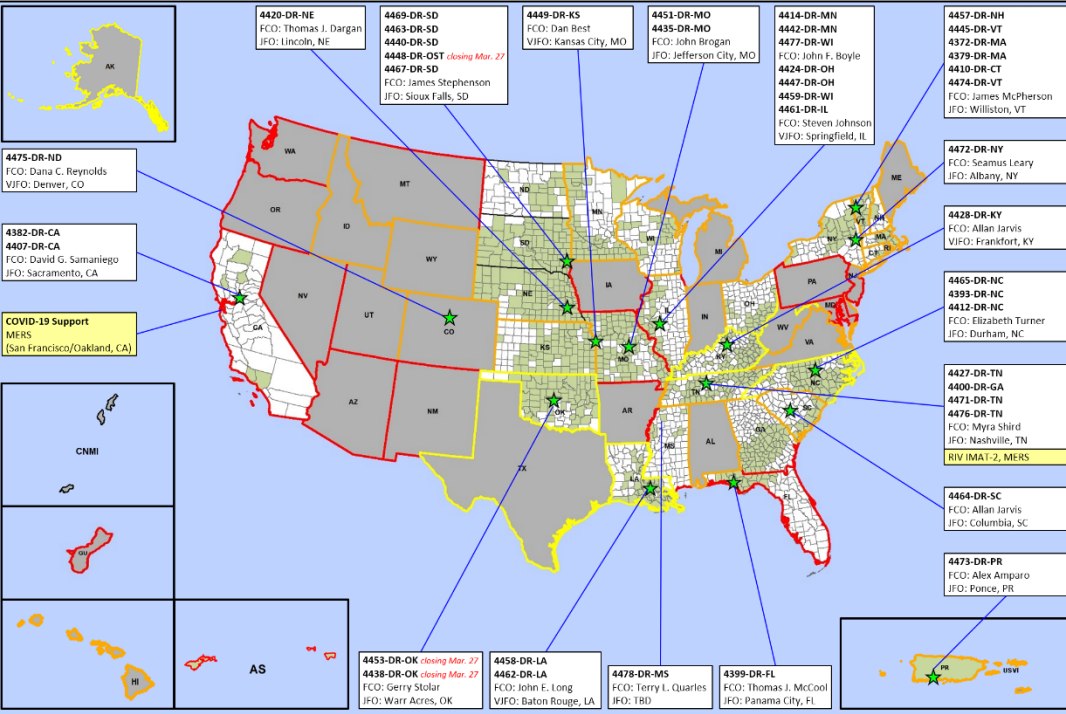 4420-DR-NE
FCO: Thomas J. Dargan
JFO: Lincoln, NE
4469-DR-SD
4463-DR-SD
4440-DR-SD
4448-DR-OST closing Mar. 27
4467-DR-SD
FCO: James Stephenson
JFO: Sioux Falls, SD
4449-DR-KS
FCO: Dan Best
VJFO: Kansas City, MO
4451-DR-MO
4435-DR-MO
FCO: John Brogan
JFO: Jefferson City, MO
4414-DR-MN
4442-DR-MN
4477-DR-WI
FCO: John F. Boyle
4424-DR-OH
4447-DR-OH
4459-DR-WI
4461-DR-IL
FCO: Steven Johnson
VJFO: Springfield, IL
4457-DR-NH
4445-DR-VT
4372-DR-MA
4379-DR-MA
4410-DR-CT
4474-DR-VT
FCO: James McPherson
JFO: Williston, VT
4475-DR-ND
FCO: Dana C. Reynolds
VJFO: Denver, CO
4472-DR-NY
FCO: Seamus Leary
JFO: Albany, NY
4382-DR-CA
4407-DR-CA
FCO: David G. Samaniego
JFO: Sacramento, CA
4428-DR-KY
FCO: Allan Jarvis
VJFO: Frankfort, KY
COVID-19 Support
MERS
(San Francisco/Oakland, CA)
4465-DR-NC
4393-DR-NC
4412-DR-NC
FCO: Elizabeth Turner
JFO: Durham, NC
4427-DR-TN
4400-DR-GA
4471-DR-TN
4476-DR-TN
FCO: Myra Shird
JFO: Nashville, TN
RIV IMAT-2, MERS
4464-DR-SC
FCO: Allan Jarvis
JFO: Columbia, SC
4473-DR-PR
FCO: Alex Amparo
JFO: Ponce, PR
4453-DR-OK closing Mar. 27
4438-DR-OK closing Mar. 27
FCO: Gerry Stolar
JFO: Warr Acres, OK
4458-DR-LA
4462-DR-LA
FCO: John E. Long
VJFO: Baton Rouge, LA
4478-DR-MS
FCO: Terry L. Quarles
JFO: TBD
4399-DR-FL
FCO: Thomas J. McCool
JFO: Panama City, FL
AK
WA
MT
ND
MN
ME
OR
ID
SD
WI
VT
NH
NY
MA
RI
WY
MI
IA
PA
NE
NV
UT
CO
CA
IL
IN
OH
MD
WV
VA
KS
MO
KY
AZ
NM
OK
AR
TN
NC
SC
MS
AL
GA
TX
LA
FL
CNMI
GU
HI
AS
PR
USVI